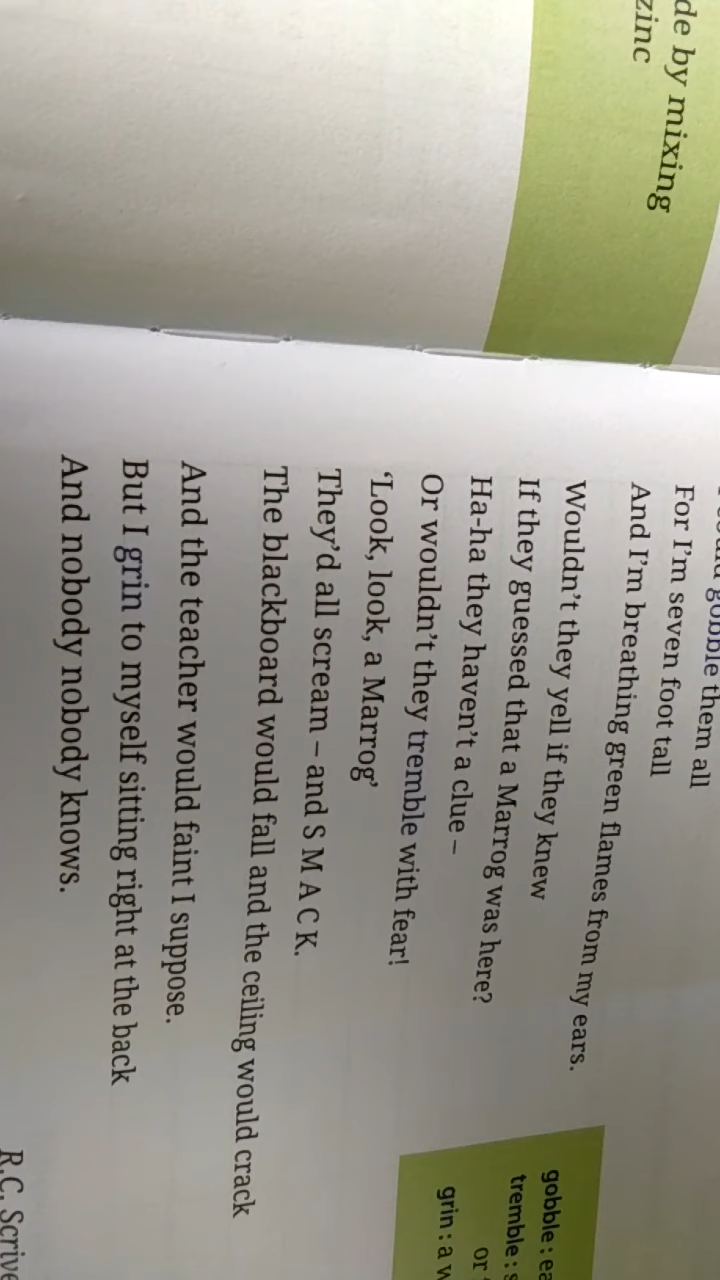 de by mixing
zinc
gobble them all
For I'm seven foot tall
And I'm breathing green flames from my ears.
Wouldn't they yell if they knew
If they guessed that a Marrog was here?
Ha-ha they haven't a clue –
Or wouldn't they tremble with fear!
'Look, look, a Marrog'
They'd all scream – and S M A C K.
The blackboard would fall and the ceiling would crack
And the teacher would faint I suppose.
But I grin to myself sitting right at the back
And nobody nobody knows.
R.C. Scrive
gobble : ea
tremble : s
or
grin : a w